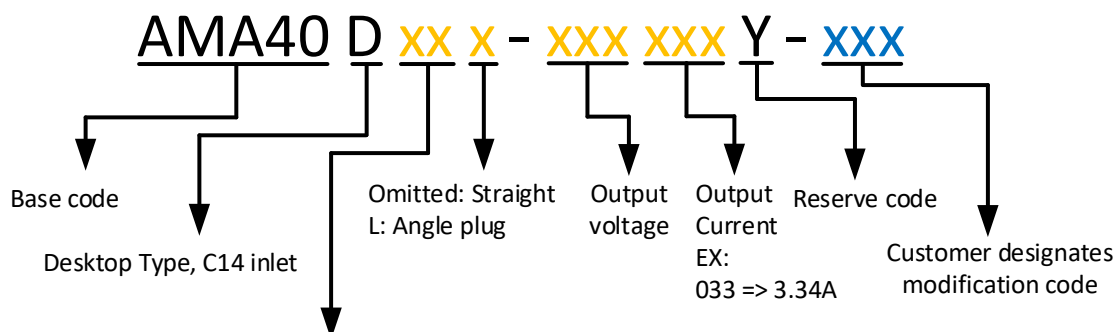 AMA40 D xx x - xxx xxx Y - xxx
Base code
Desktop Type, C14 inlet
Omitted: Straight
L: Angle plug
Output
voltage
Output
Current
EX:
033 => 3.34A
Reserve code
Customer designates
modification code